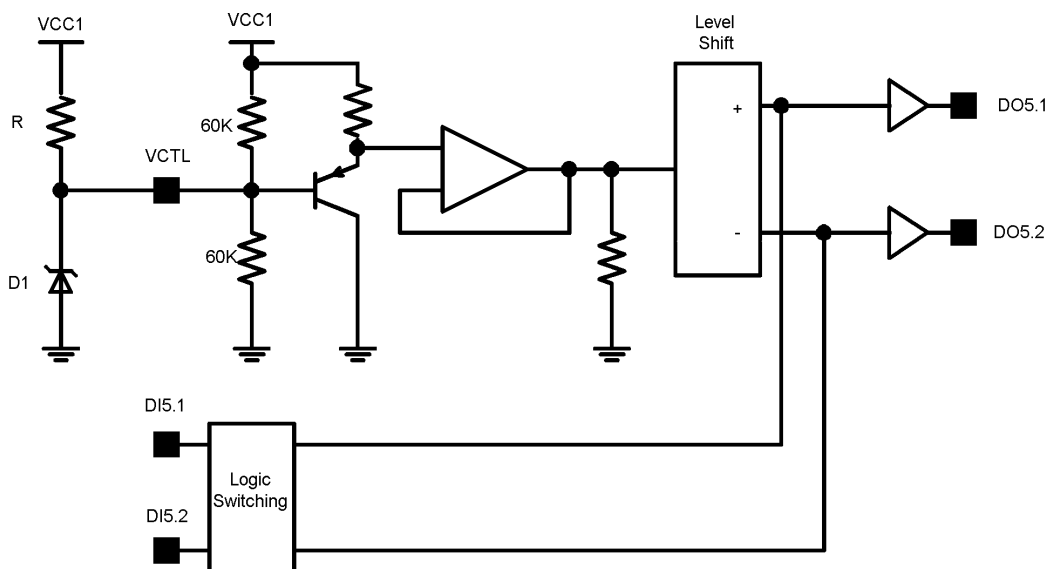 VCC1
VCC1
Level
Shift
R
60K
VCTL
+
DO5.1
60K
-
DO5.2
D1
DI5.1
Logic
Switching
DI5.2